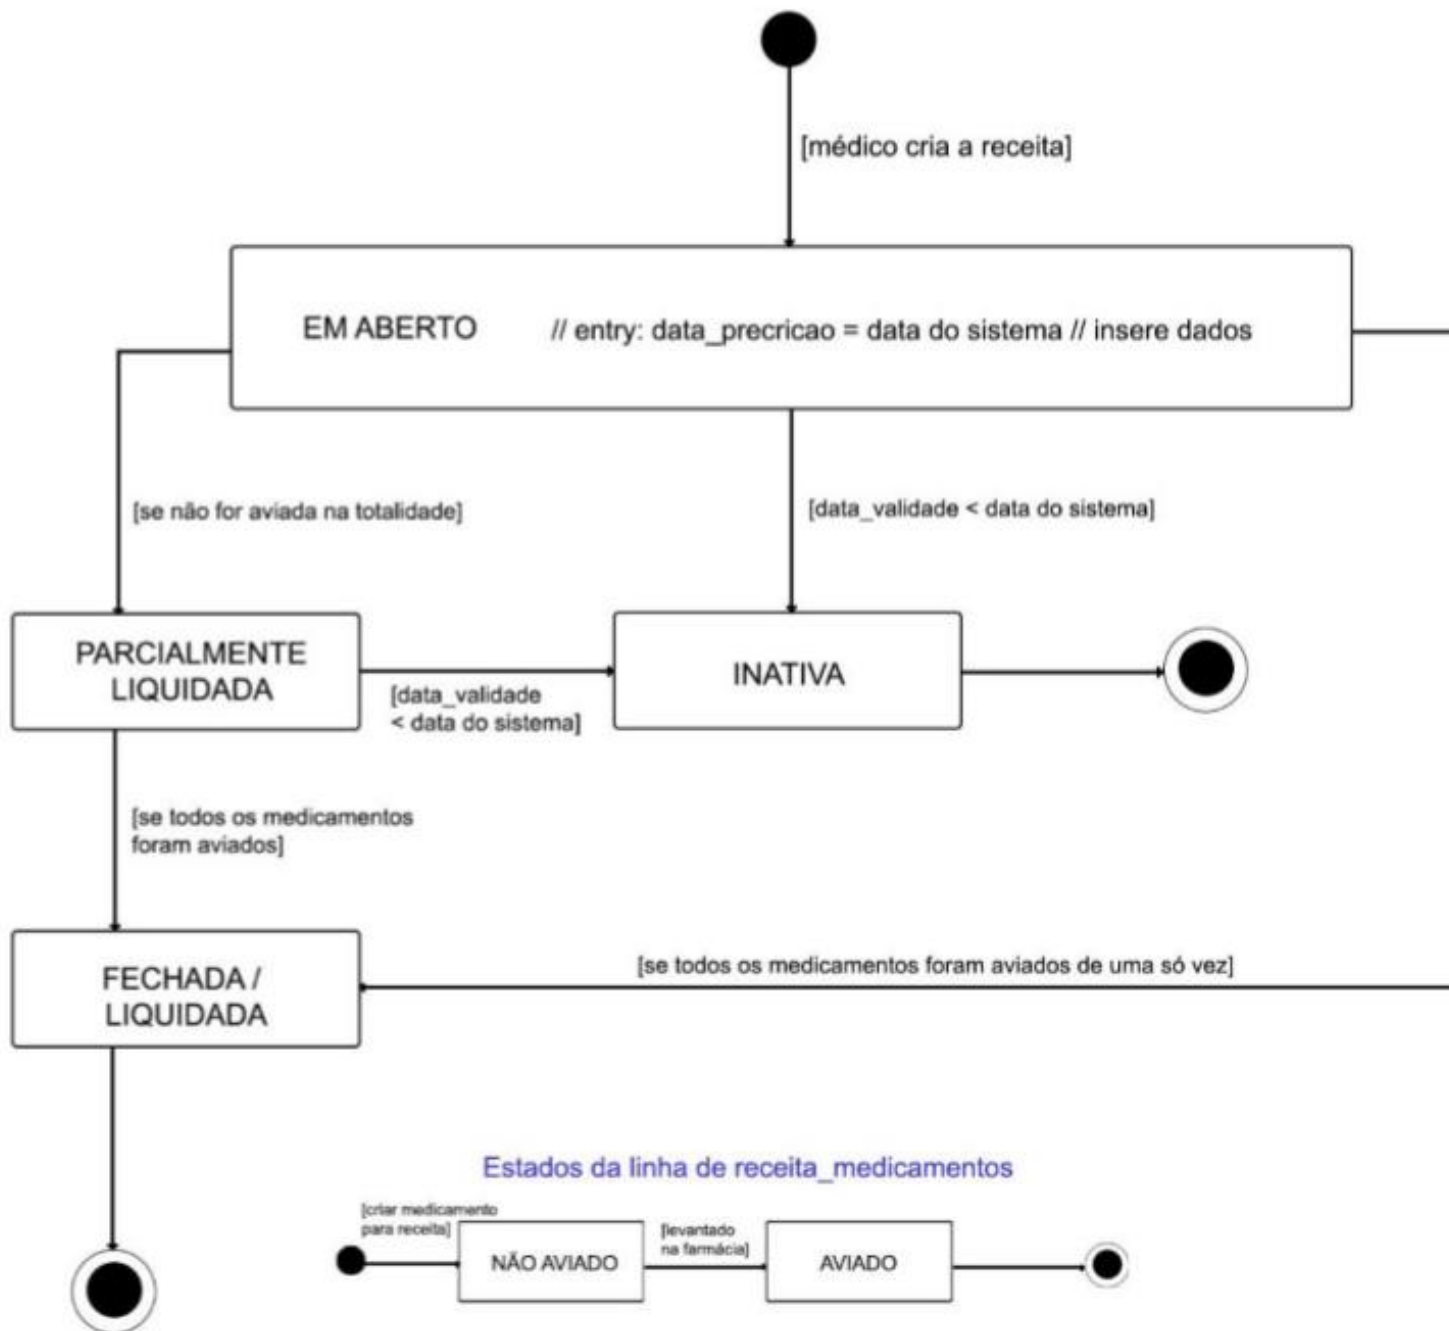 [médico cria a receita]
EM ABERTO // entry: data_precricao = data do sistema // insere dados
[se não for aviada na totalidade]
[data_validade < data do sistema]
PARCIALMENTE
LIQUIDADA
[data_validade
< data do sistema]
INATIVA
[se todos os medicamentos
foram aviados]
FECHADA /
LIQUIDADA
[se todos os medicamentos foram aviados de uma só vez]
Estados da linha de receita_medicamentos
[criar medicamento
para receita]
NÃO AVIADO
[levantado
na farmácia]
AVIADO